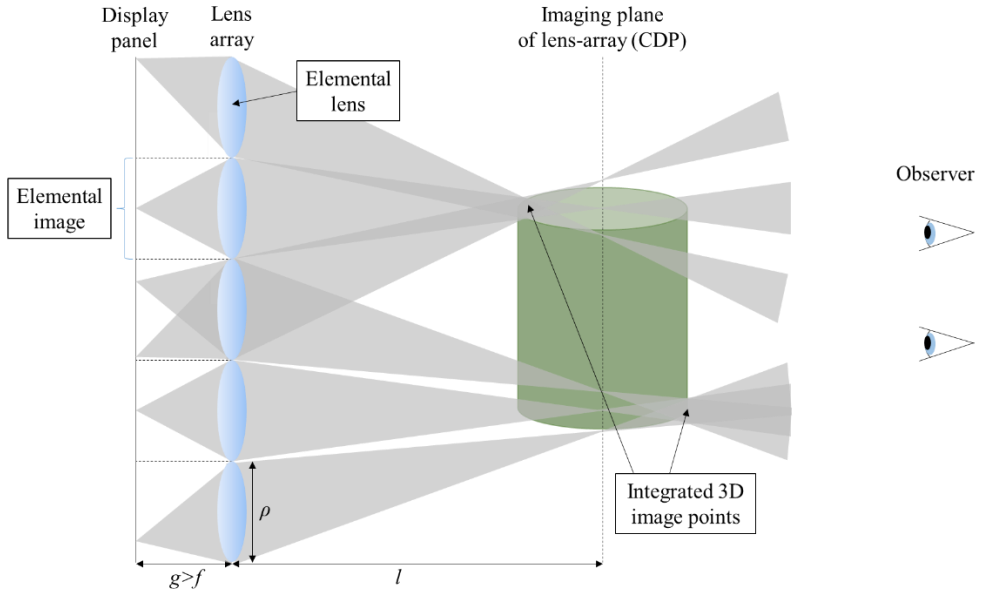 Display
panel
Lens
array
Imaging plane
of lens-array (CDP)
Elemental
lens
Elemental
image
Observer
Integrated 3D
image points
ρ
g>f
l